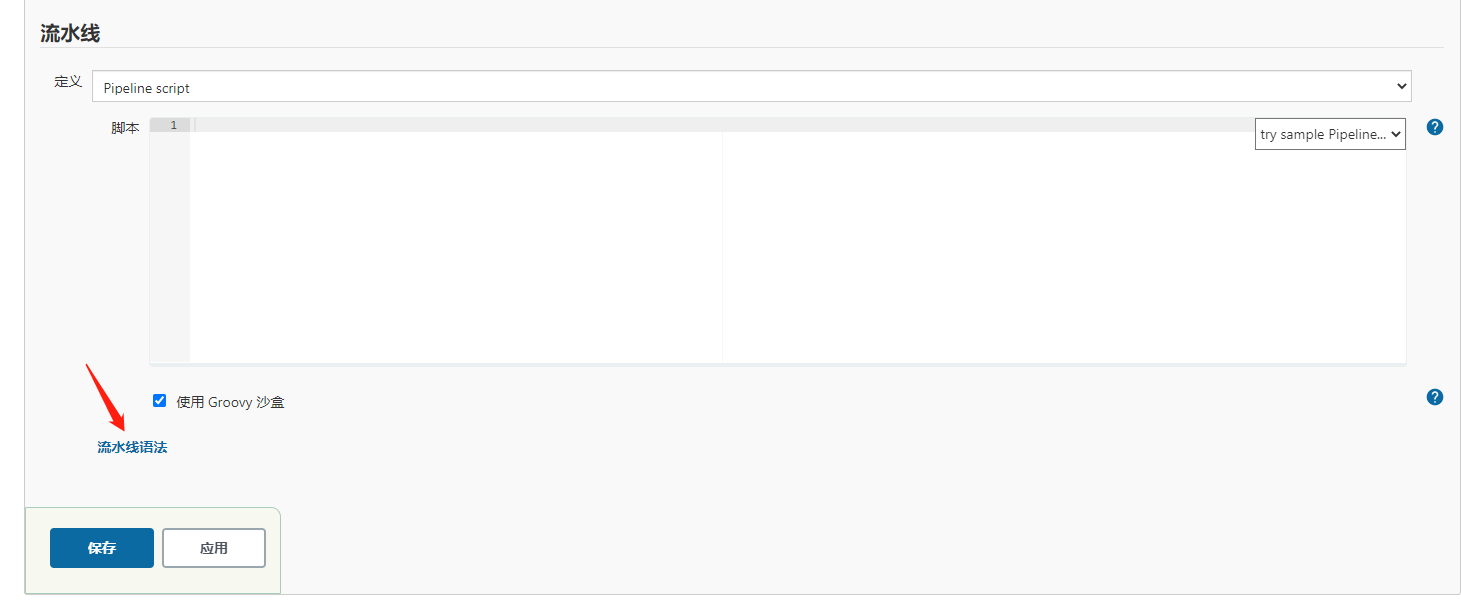 流水线
定义
Pipeline script
脚本
1
try sample Pipeline...
?
使用 Groovy 沙盒
?
流水线语法
保存
应用